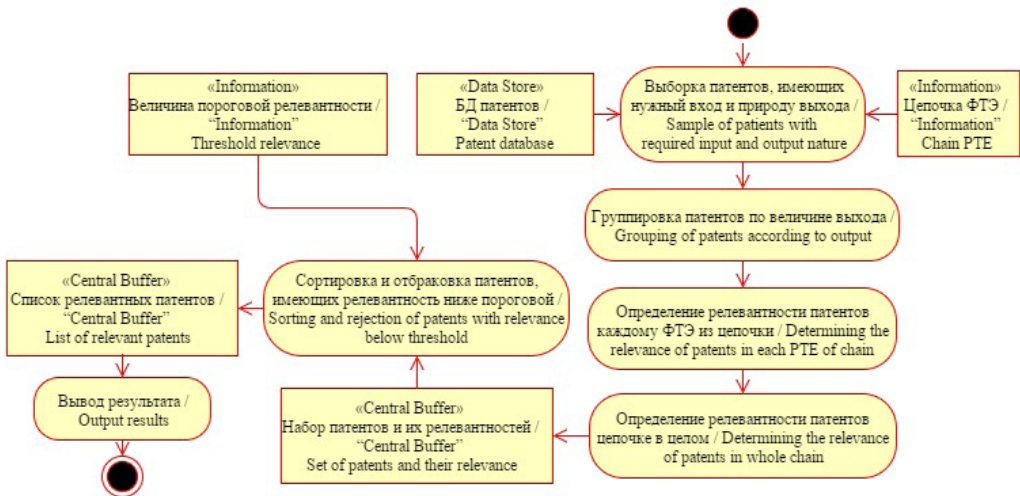 «Information»
Величина пороговой релевантности /
“Information”
Threshold relevance
«Data Store»
БД патентов /
“Data Store”
Patent database
Выборка патентов, имеющих
нужный вход и природу выхода /
Sample of patients with
required input and output nature
«Information»
Цепочка ФТЭ /
“Information”
Chain PTE
Группировка патентов по величине выхода /
Grouping of patents according to output
«Central Buffer»
Список релевантных патентов /
“Central Buffer”
List of relevant patents
Сортировка и отбраковка патентов,
имеющих релевантность ниже пороговой /
Sorting and rejection of patents with relevance
below threshold
Определение релевантности патентов
каждому ФТЭ из цепочки / Determining the
relevance of patents in each PTE of chain
Вывод результата /
Output results
«Central Buffer»
Набор патентов и их релевантностей /
“Central Buffer”
Set of patents and their relevance
Определение релевантности патентов
цепочке в целом / Determining the relevance
of patents in whole chain